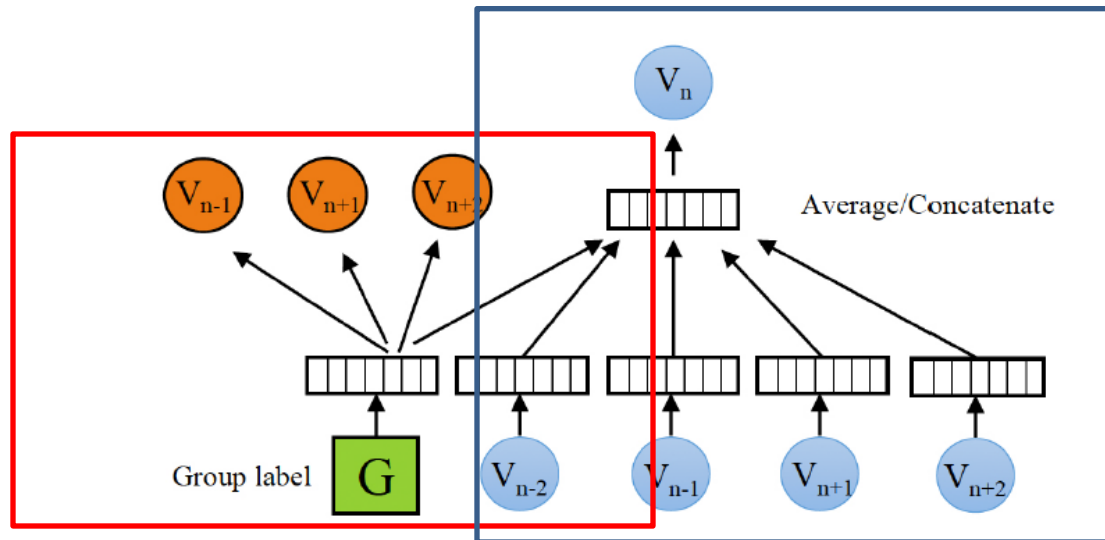 Vn
Vn-1 Vn+1 Vn+2
Average/Concatenate
Group label G Vn-2 Vn-1 Vn+1 Vn+2